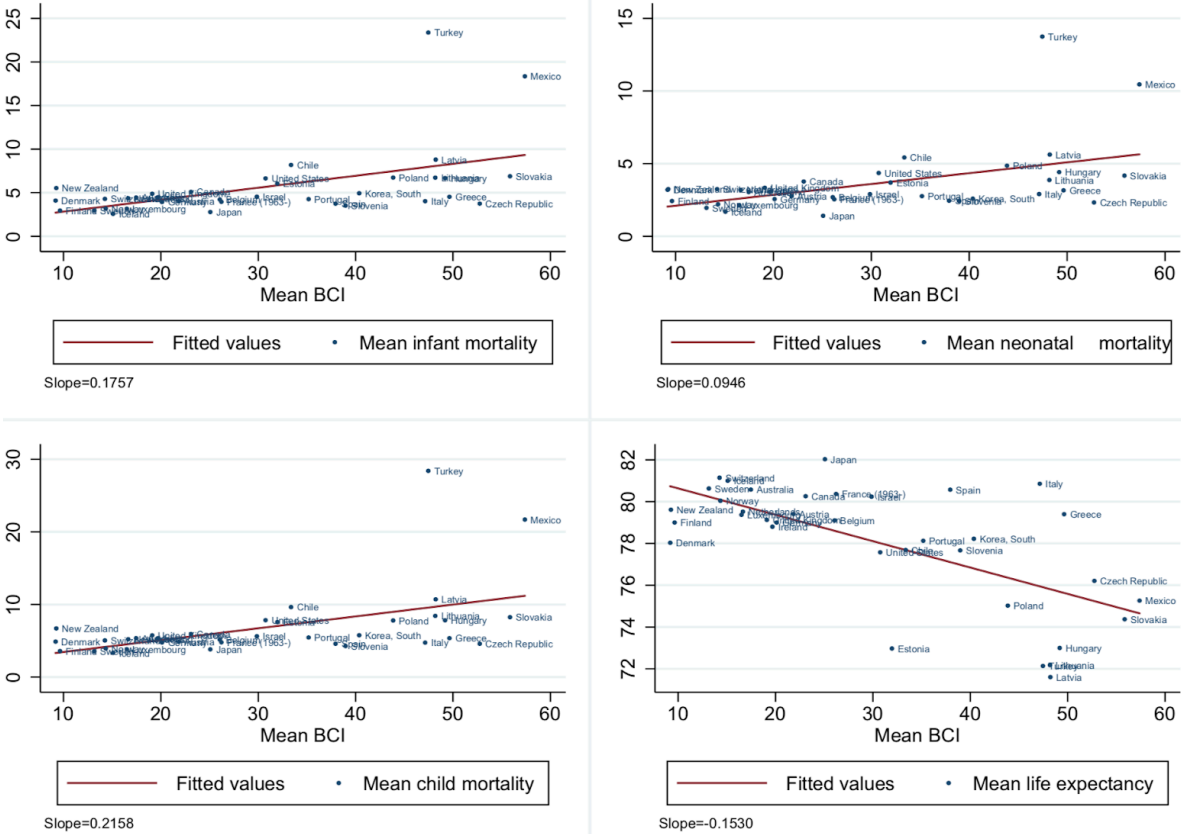 25
20
15
10
5
0
Turkey
Mexico
Chile
Latvia
United States
Estonia
Poland
Hungary
Slovakia
New Zealand
Canada
Israel
Korea, South
Denmark
France (1963-)
Portugal
Slovenia
Italy
Greece
Czech Republic
Finland
Japan
Iceland
10 20 30 40 50 60
Mean BCI
Fitted values Mean infant mortality
Slope=0.1757
15
10
5
0
Turkey
Mexico
Chile
Latvia
Poland
United States
Hungary
Slovakia
Canada
Estonia
Lithuania
Greece
Israel
Portugal
Italy
Korea, South
Finland
Germany
France (1963-)
Czech Republic
Iceland
Japan
10 20 30 40 50 60
Mean BCI
Fitted values Mean neonatal mortality
Slope=0.0946
30
20
10
0
Turkey
Mexico
Chile
Latvia
United States
Lithuania
Slovakia
Poland
Hungary
New Zealand
Denmark
Israel
Portugal
Korea, South
Greece
France (1963-)
Slovenia
Italy
Czech Republic
Finland
Japan
Iceland
10 20 30 40 50 60
Mean BCI
Fitted values Mean child mortality
Slope=0.2158
82
80
78
76
74
72
Japan
Switzerland
Iceland
Sweden
Australia
France (1963-)
Spain
Italy
Norway
Canada
Israel
New Zealand
Netherlands
Austria
Greece
Finland
Belgium
Ireland
Denmark
Portugal
Korea, South
United States
Chile
Slovenia
Czech Republic
Poland
Mexico
Slovakia
Estonia
Hungary
Lithuania
Turkey
Latvia
10 20 30 40 50 60
Mean BCI
Fitted values Mean life expectancy
Slope=-0.1530